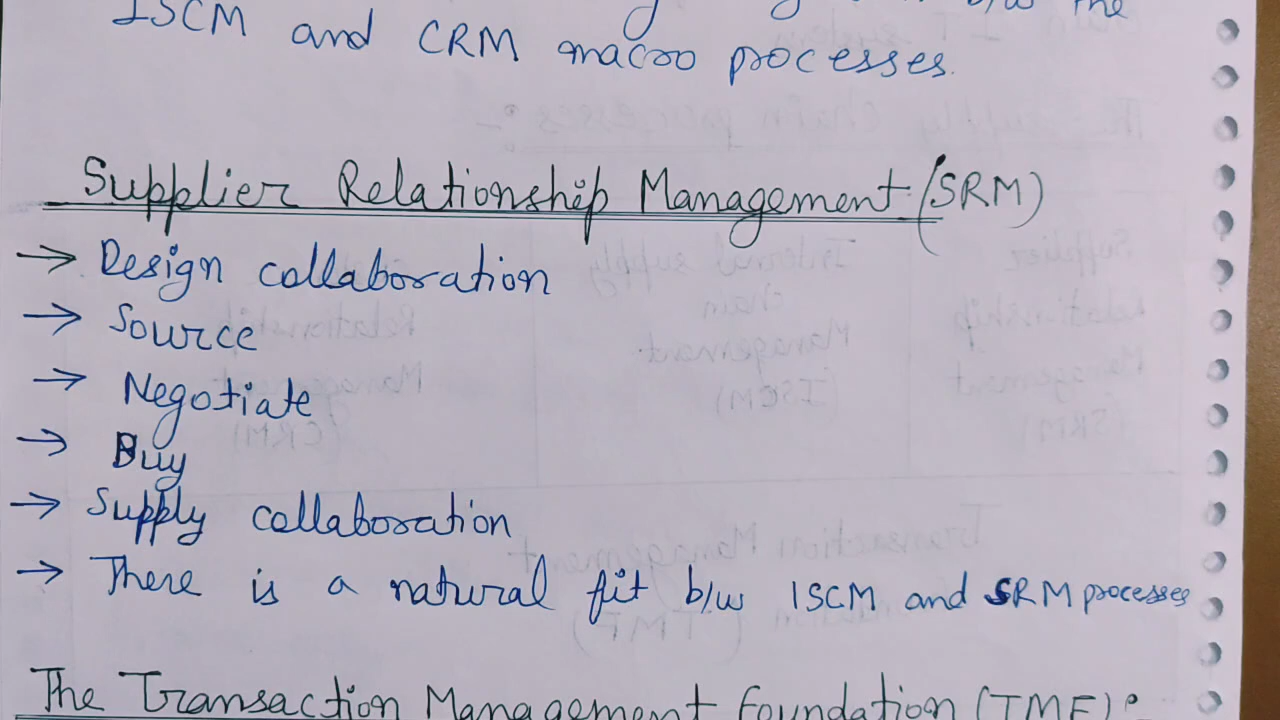 ISCM and CRM macro processes.
Supplier Relationship Management (SRM)
→ Design collaboration
→ Source
→ Negotiate
→ Buy
→ Supply collaboration
→ There is a natural fit b/w ISCM and SRM processes
The Transaction Management Foundation (TMF):